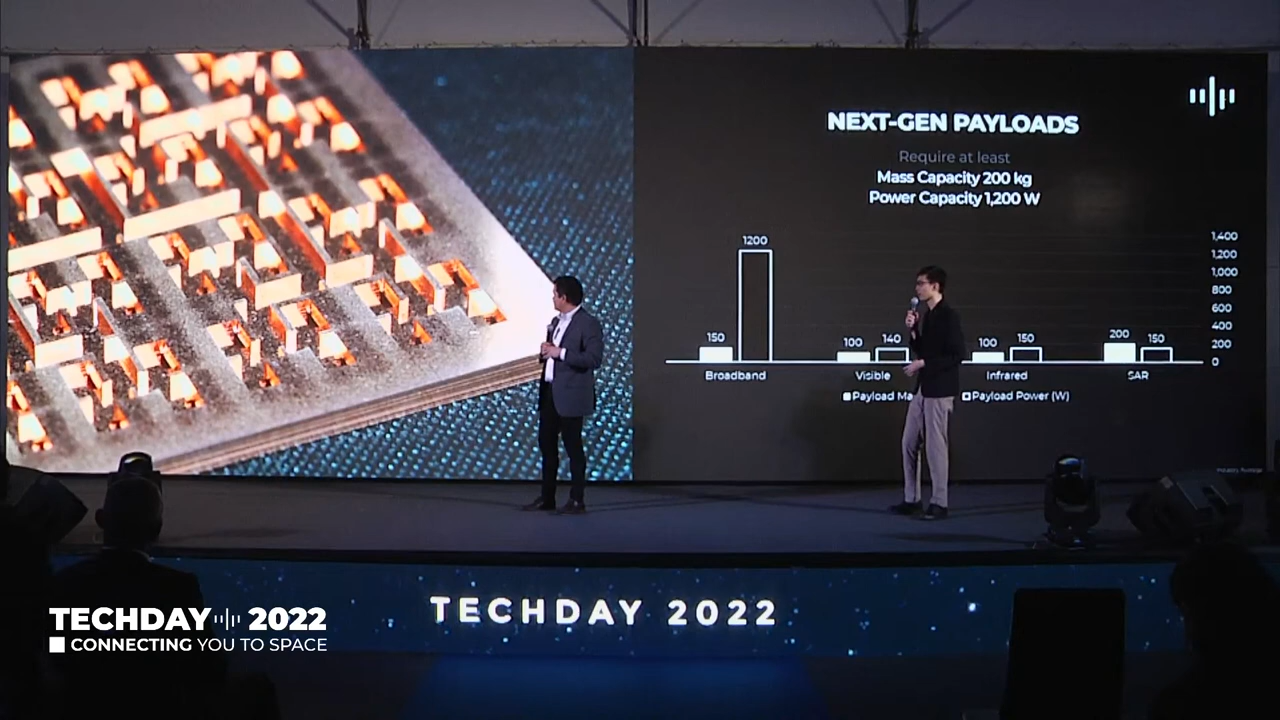 NEXT-GEN PAYLOADS
Require at least
Mass Capacity 200 kg
Power Capacity 1,200 W
1,400
1,200
1,000
800
600
400
200
0
1200
150
100
140
100
150
200
150
Broadband
Visible
Infrared
SAR
Payload
Payload Power (W)
TECHDAY 2022
TECHDAY 2022
CONNECTING YOU TO SPACE